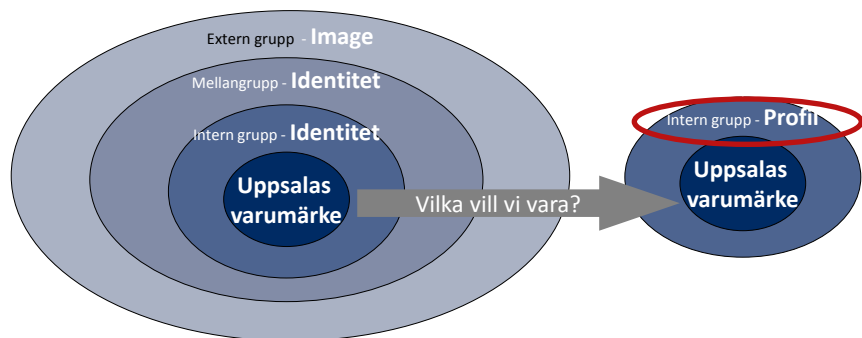 Extern grupp - Image
Mellangrupp - Identitet
Intern grupp - Identitet
Uppsalas
varumärke
Vilka vill vi vara?
Intern grupp - Profil
Uppsalas
varumärke